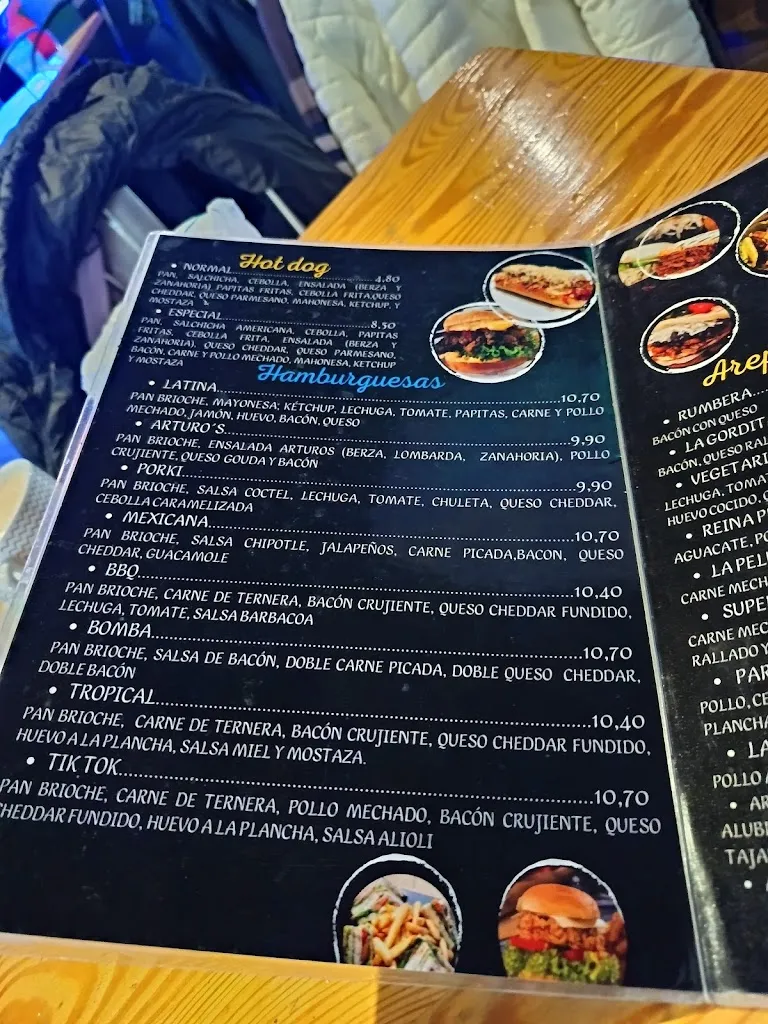 Hot dog
• NORMAL..........4,80
PAN, SALCHICHA, CEBOLLA, ENSALADA (BERZA Y
ZANAHORIA) PAPITAS FRITAS, CEBOLLA FRITA,QUESO
CHEDDAR, QUESO PARMESANO, MAHONESA, KETCHUP, Y
MOSTAZA
• ESPECIAL..........8,50
PAN, SALCHICHA AMERICANA, CEBOLLA, PAPITAS
FRITAS, CEBOLLA FRITA, ENSALADA (BERZA Y
ZANAHORIA), QUESO CHEDDAR, QUESO PARMESANO,
BACÓN, CARNE Y POLLO MECHADO, MAHONESA, KETCHUP
Y MOSTAZA
Hamburguesas
• LATINA..........10,70
PAN BRIOCHE, MAYONESA, KÉTCHUP, LECHUGA, TOMATE, PAPITAS, CARNE Y POLLO
MECHADO, JAMÓN, HUEVO, BACÓN, QUESO
• ARTURO´S..........9,90
PAN BRIOCHE, ENSALADA ARTUROS (BERZA, LOMBARDA, ZANAHORIA), POLLO
CRUJIENTE, QUESO GOUDA Y BACÓN
• PORKI..........9,90
PAN BRIOCHE, SALSA COCTEL, LECHUGA, TOMATE, CHULETA, QUESO CHEDDAR,
CEBOLLA CARAMELIZADA
• MEXICANA..........10,70
PAN BRIOCHE, SALSA CHIPOTLE, JALAPEÑOS, CARNE PICADA,BACON, QUESO
CHEDDAR, GUACAMOLE
• BBQ..........10,40
PAN BRIOCHE, CARNE DE TERNERA, BACÓN CRUJIENTE, QUESO CHEDDAR FUNDIDO,
LECHUGA, TOMATE, SALSA BARBACOA
• BOMBA..........10,70
PAN BRIOCHE, SALSA DE BACÓN, DOBLE CARNE PICADA, DOBLE QUESO CHEDDAR,
DOBLE BACÓN
• TROPICAL..........10,40
PAN BRIOCHE, CARNE DE TERNERA, BACÓN CRUJIENTE, QUESO CHEDDAR FUNDIDO,
HUEVO A LA PLANCHA, SALSA MIEL Y MOSTAZA.
• TIK TOK..........10,70
PAN BRIOCHE, CARNE DE TERNERA, POLLO MECHADO, BACÓN CRUJIENTE, QUESO
CHEDDAR FUNDIDO, HUEVO A LA PLANCHA, SALSA ALIOLI
• RUMBERA..
BACÓN CON QUESO
• LA GORDIT
BACÓN, QUESO
• VEGETARI
LECHUGA, TOMAT
HUEVO COCIDO,
• REINA P
AGUACATE,
• LA PEL
CARNE MECH
• SUPE
CARNE MEC
RALLADO Y
• PA
POLLO, CE
PLANCHA
• LA
POLLO
• A
ALUB
TAJA